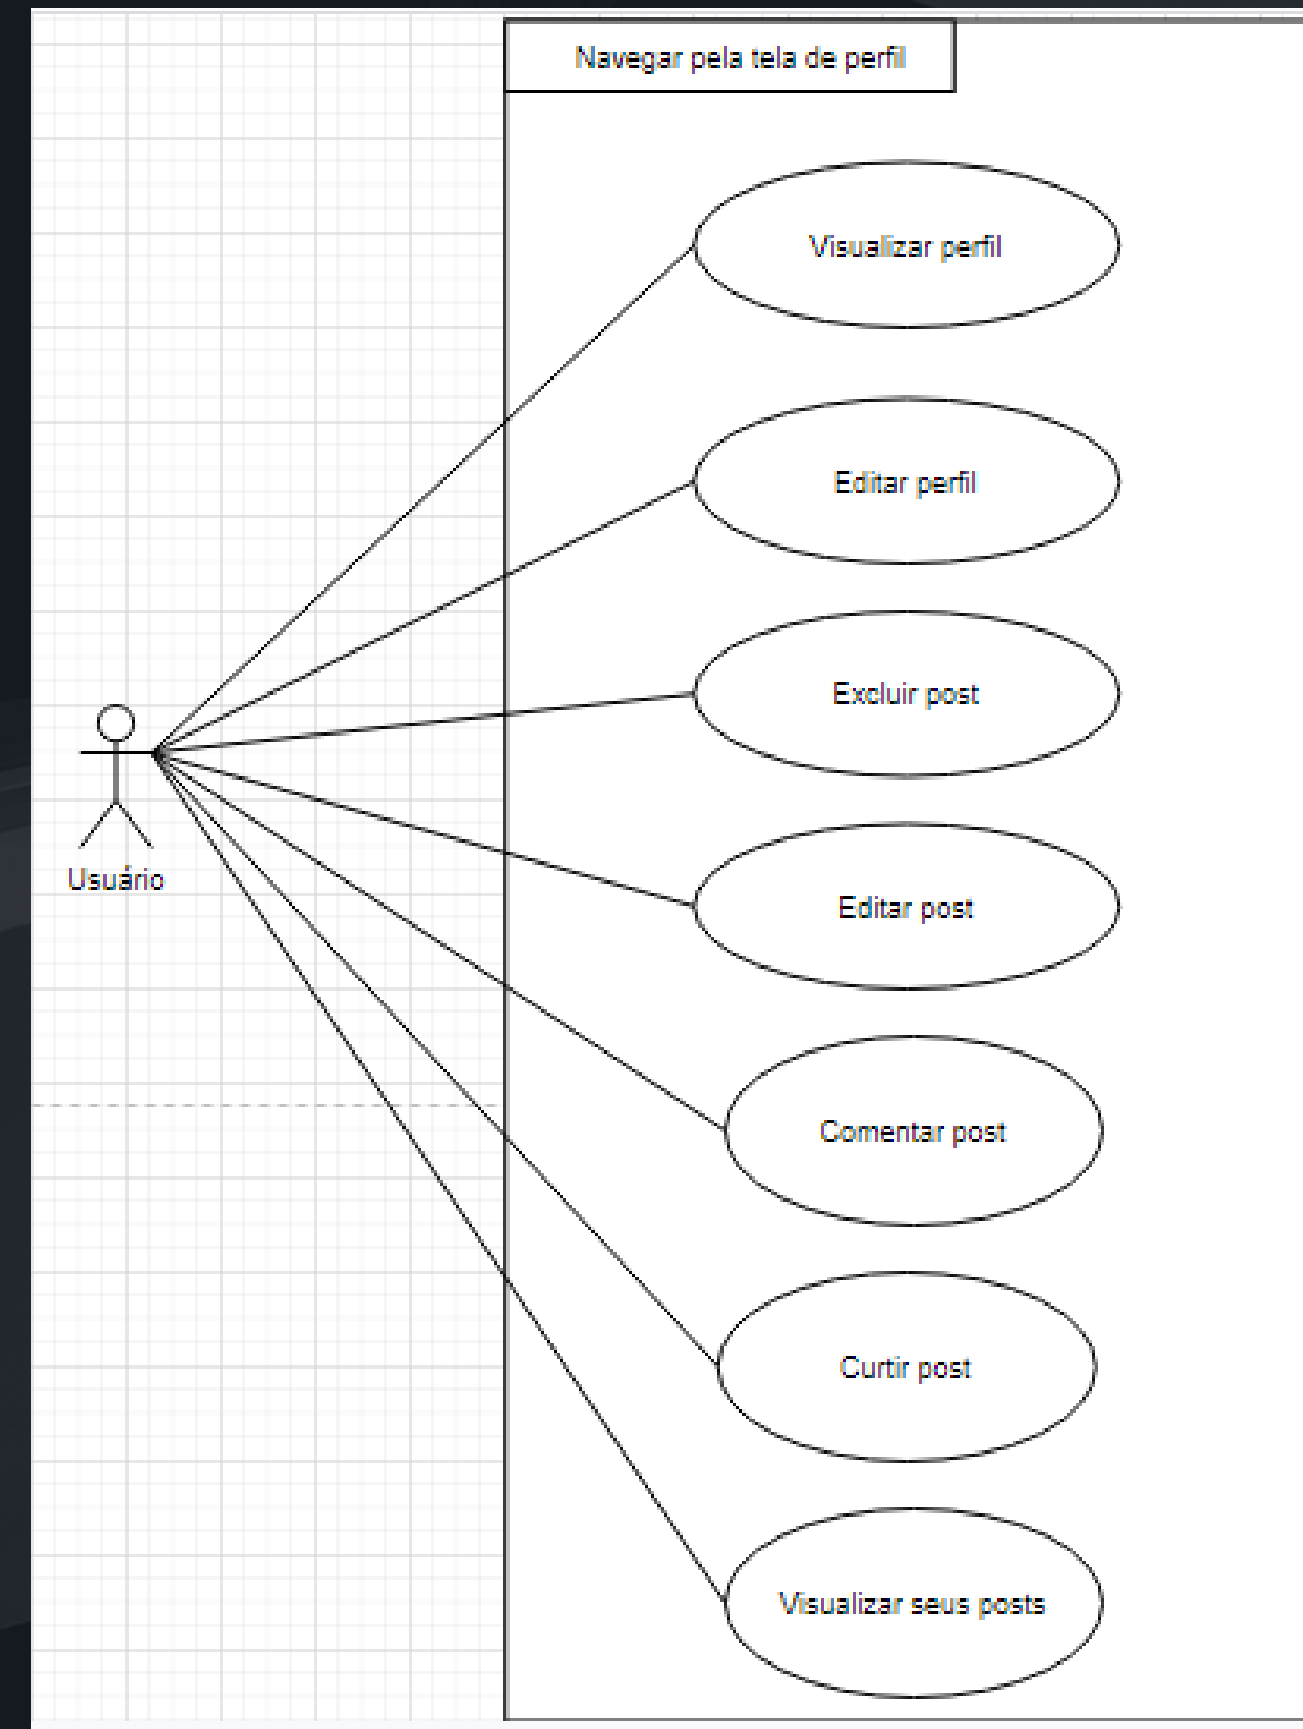 Navegar pela tela de perfil
Visualizar perfil
Editar perfil
Excluir post
Usuário
Editar post
Comentar post
Curtir post
Visualizar seus posts